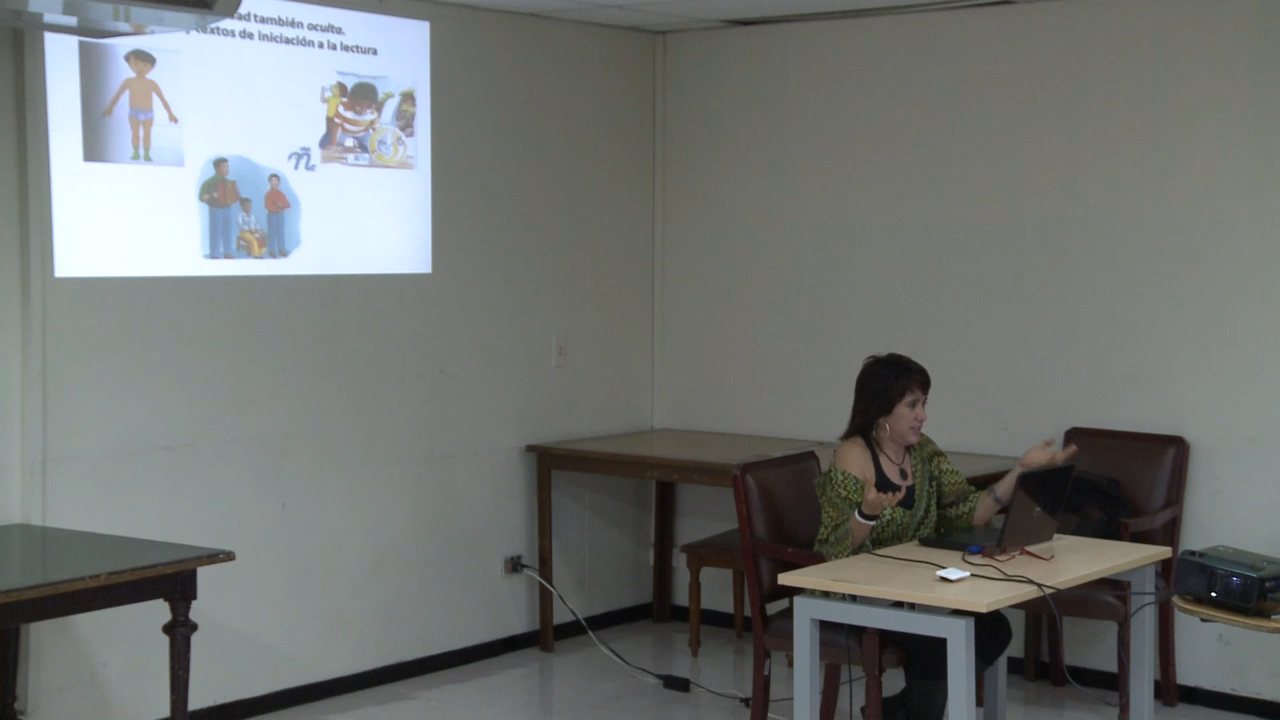 también oculta.
textos de iniciación a la lectura
ñ